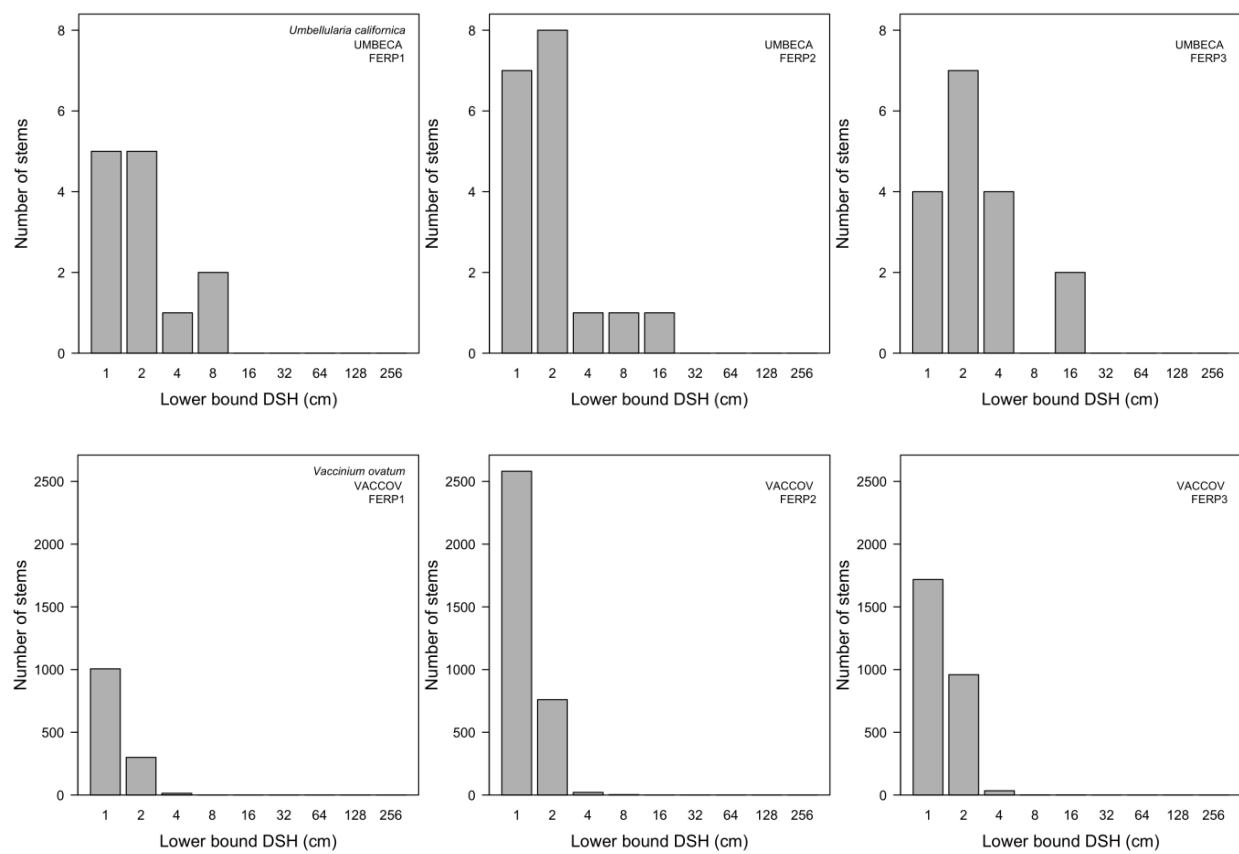 Umbellularia californica
UMBECA
FERP1
Number of stems
8
6
4
2
0
1 2 4 8 16 32 64 128 256
Lower bound DSH (cm)
UMBECA
FERP2
Number of stems
8
6
4
2
0
1 2 4 8 16 32 64 128 256
Lower bound DSH (cm)
UMBECA
FERP3
Number of stems
8
6
4
2
0
1 2 4 8 16 32 64 128 256
Lower bound DSH (cm)
Vaccinium ovatum
VACCOV
FERP1
Number of stems
2500
2000
1500
1000
500
0
1 2 4 8 16 32 64 128 256
Lower bound DSH (cm)
VACCOV
FERP2
Number of stems
2500
2000
1500
1000
500
0
1 2 4 8 16 32 64 128 256
Lower bound DSH (cm)
VACCOV
FERP3
Number of stems
2500
2000
1500
1000
500
0
1 2 4 8 16 32 64 128 256
Lower bound DSH (cm)